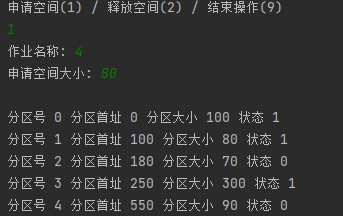 申请空间(1) / 释放空间(2) / 结束操作(9)
1
作业名称: 4
申请空间大小: 80
分区号 0 分区首址 0 分区大小 100 状态 1
分区号 1 分区首址 100 分区大小 80 状态 1
分区号 2 分区首址 180 分区大小 70 状态 0
分区号 3 分区首址 250 分区大小 300 状态 1
分区号 4 分区首址 550 分区大小 90 状态 0